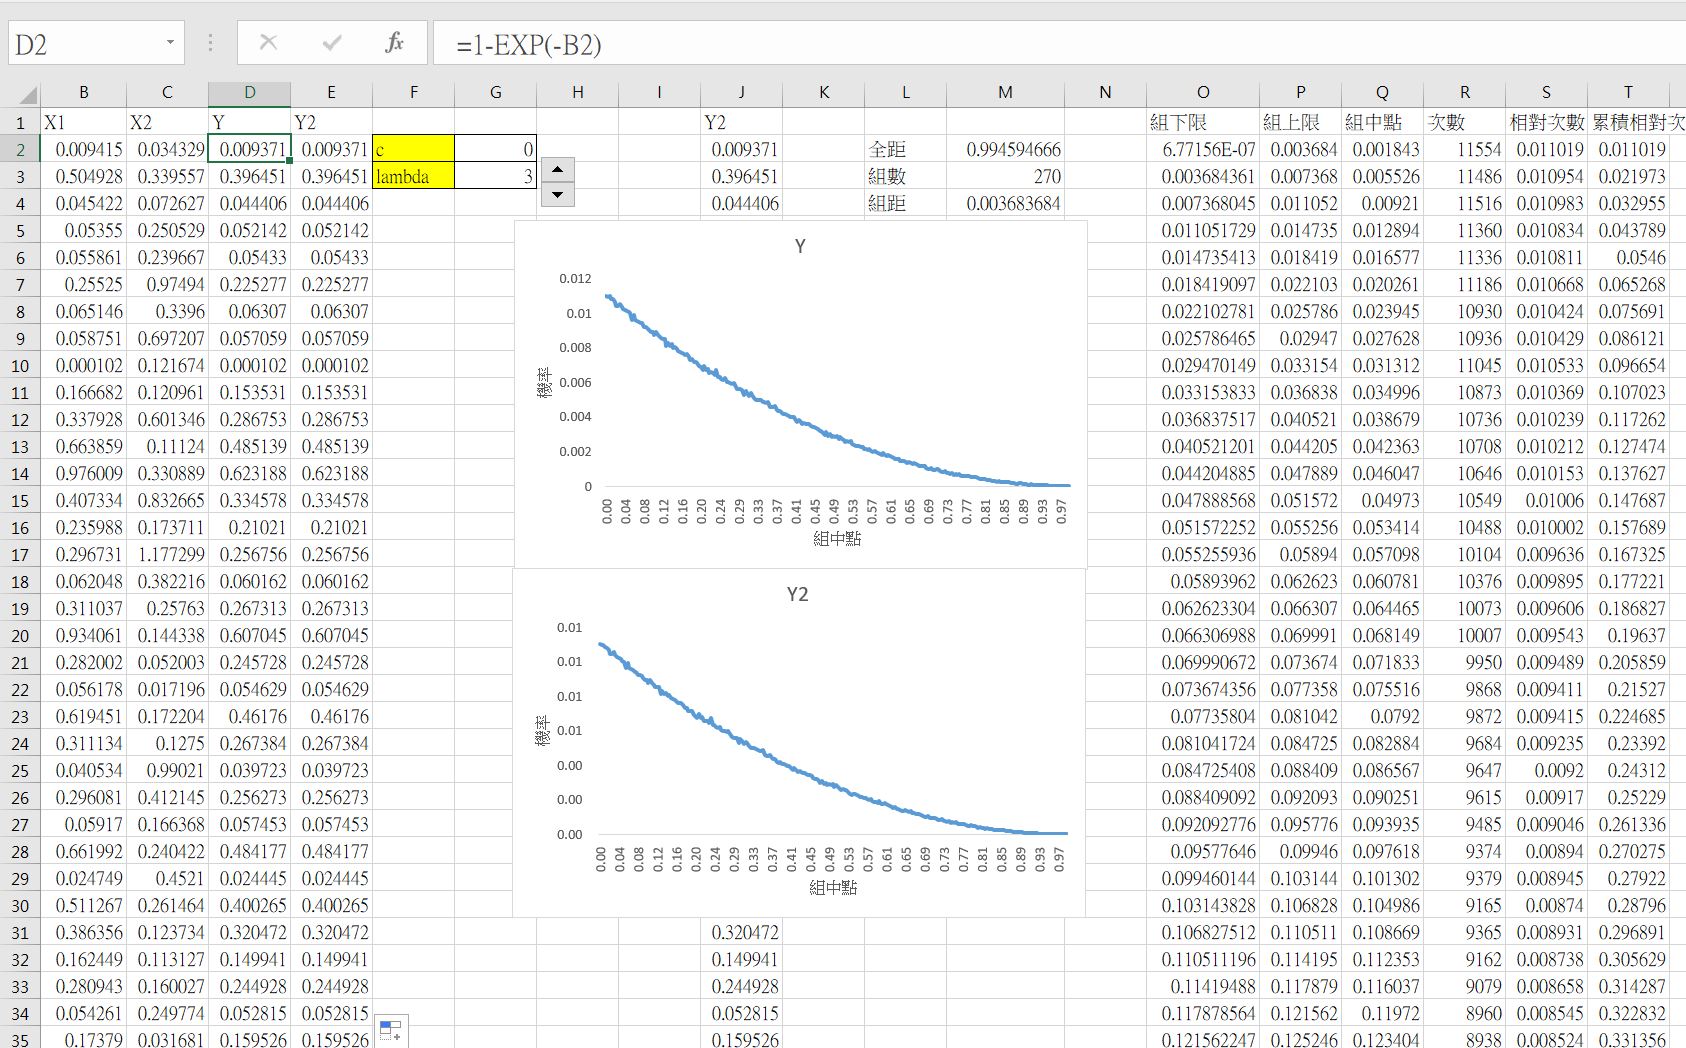 D2 =1-EXP(-B2)
B C D E F G H I J K L M N O P Q R S T
1 X1 X2 Y Y2 Y2 組下限 組上限 組中點 次數 相對次數 累積相對次
2 0.009415 0.034329 0.009371 0.009371 c 0 0.009371 全距 0.994594666 6.77156E-07 0.003684 0.001843 11554 0.011019 0.011019
3 0.504928 0.339557 0.396451 0.396451 lambda 3 0.396451 組數 270 0.003684361 0.007368 0.005526 11486 0.010954 0.021973
4 0.045422 0.072627 0.044406 0.044406 0.044406 組距 0.003683684 0.007368045 0.011052 0.00921 11516 0.010983 0.032955
5 0.05355 0.250529 0.052142 0.052142 0.011051729 0.014735 0.012894 11360 0.010834 0.043789
6 0.055861 0.239667 0.05433 0.05433 0.014735413 0.018419 0.016577 11336 0.010811 0.0546
7 0.25525 0.97494 0.225277 0.225277 0.018419097 0.022103 0.020261 11186 0.010668 0.065268
8 0.065146 0.3396 0.06307 0.06307 0.022102781 0.025786 0.023945 10930 0.010424 0.075691
9 0.058751 0.697207 0.057059 0.057059 0.025786465 0.02947 0.027628 10936 0.010429 0.086121
10 0.000102 0.121674 0.000102 0.000102 0.029470149 0.033154 0.031312 11045 0.010533 0.096654
11 0.166682 0.120961 0.153531 0.153531 0.033153833 0.036838 0.034996 10873 0.010369 0.107023
12 0.337928 0.601346 0.286753 0.286753 0.036837517 0.040521 0.038679 10736 0.010239 0.117262
13 0.663859 0.11124 0.485139 0.485139 0.040521201 0.044205 0.042363 10708 0.010212 0.127474
14 0.976009 0.330889 0.623188 0.623188 0.044204885 0.047889 0.046047 10646 0.010153 0.137627
15 0.407334 0.832665 0.334578 0.334578 0.047888568 0.051572 0.04973 10549 0.01006 0.147687
16 0.235988 0.173711 0.21021 0.21021 0.051572252 0.055256 0.053414 10488 0.010002 0.157689
17 0.296731 1.177299 0.256756 0.256756 0.055255936 0.05894 0.057098 10104 0.009636 0.167325
18 0.062048 0.382216 0.060162 0.060162 0.05893962 0.062623 0.060781 10376 0.009895 0.177221
19 0.311037 0.25763 0.267313 0.267313 0.062623304 0.066307 0.064465 10073 0.009606 0.186827
20 0.934061 0.144338 0.607045 0.607045 0.066306988 0.069991 0.068149 10007 0.009543 0.19637
21 0.282002 0.052003 0.245728 0.245728 0.069990672 0.073674 0.071833 9950 0.009489 0.205859
22 0.056178 0.017196 0.054629 0.054629 0.073674356 0.077358 0.075516 9868 0.009411 0.21527
23 0.619451 0.172204 0.46176 0.46176 0.07735804 0.081042 0.0792 9872 0.009415 0.224685
24 0.311134 0.1275 0.267384 0.267384 0.081041724 0.084725 0.082884 9684 0.009235 0.23392
25 0.040534 0.99021 0.039723 0.039723 0.084725408 0.088409 0.086567 9647 0.0092 0.24312
26 0.296081 0.412145 0.256273 0.256273 0.088409092 0.092093 0.090251 9615 0.00917 0.25229
27 0.05917 0.166368 0.057453 0.057453 0.092092776 0.095776 0.093935 9485 0.009046 0.261336
28 0.661992 0.240422 0.484177 0.484177 0.09577646 0.09946 0.097618 9374 0.00894 0.270275
29 0.024749 0.4521 0.024445 0.024445 0.099460144 0.103144 0.101302 9379 0.008945 0.27922
30 0.511267 0.261464 0.400265 0.400265 0.103143828 0.106828 0.104986 9165 0.00874 0.28796
31 0.386356 0.123734 0.320472 0.320472 0.320472 0.106827512 0.110511 0.108669 9365 0.008931 0.296891
32 0.162449 0.113127 0.149941 0.149941 0.149941 0.110511196 0.114195 0.112353 9162 0.008738 0.305629
33 0.280943 0.160027 0.244928 0.244928 0.244928 0.11419488 0.117879 0.116037 9079 0.008658 0.314287
34 0.054261 0.249774 0.052815 0.052815 0.052815 0.117878564 0.121562 0.11972 8960 0.008545 0.322832
35 0.17379 0.031681 0.159526 0.159526 0.159526 0.121562247 0.125246 0.123404 8938 0.008524 0.331356
Y
0.012
0.01
0.008
0.006
0.004
0.002
0
機率
0.00 0.04 0.08 0.12 0.16 0.20 0.24 0.29 0.33 0.37 0.41 0.45 0.49 0.53 0.57 0.61 0.65 0.69 0.73 0.77 0.81 0.85 0.89 0.93 0.97
組中點
Y2
0.01
0.01
0.01
0.01
0.00
0.00
0.00
機率
0.00 0.04 0.08 0.12 0.16 0.20 0.24 0.29 0.33 0.37 0.41 0.45 0.49 0.53 0.57 0.61 0.65 0.69 0.73 0.77 0.81 0.85 0.89 0.93 0.97
組中點